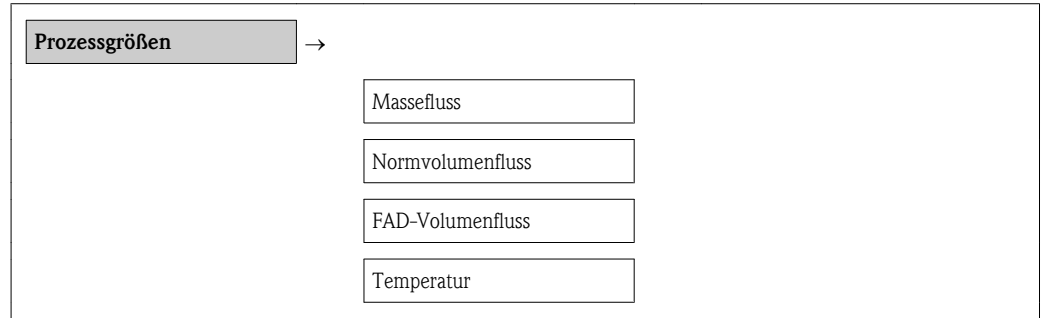 Prozessgrößen →
Massefluss
Normvolumenfluss
FAD-Volumenfluss
Temperatur